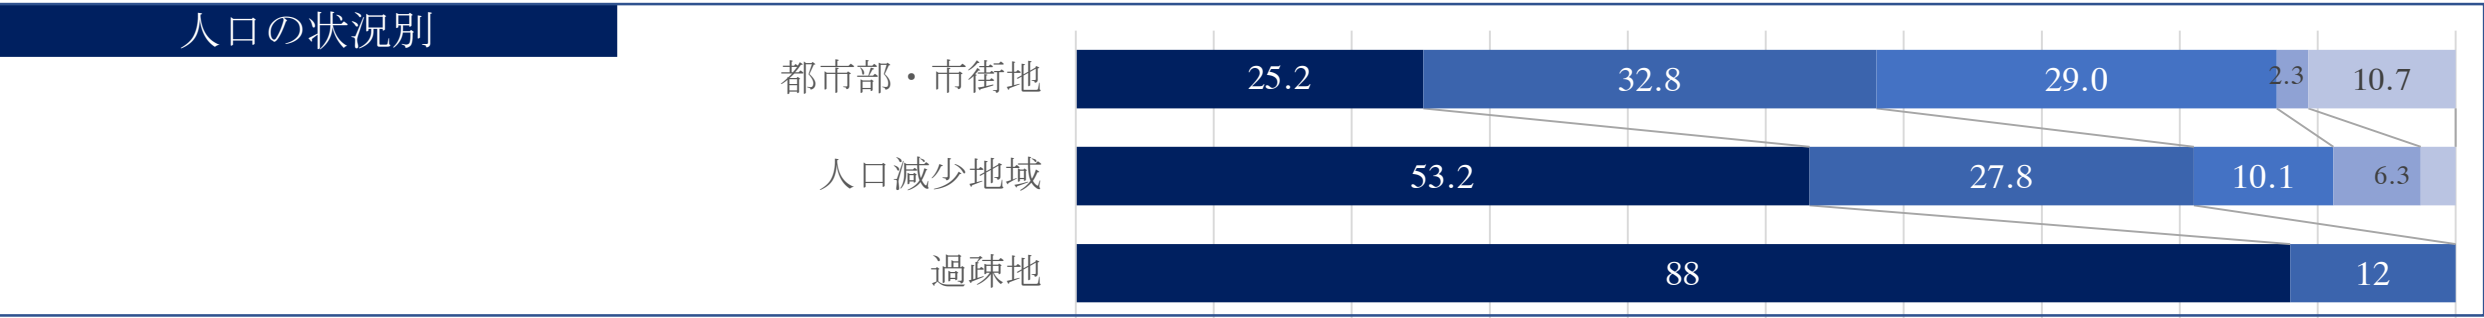 人口の状況別
都市部・市街地 25.2 32.8 29.0 2.3 10.7
人口減少地域 53.2 27.8 10.1 6.3
過疎地 88 12